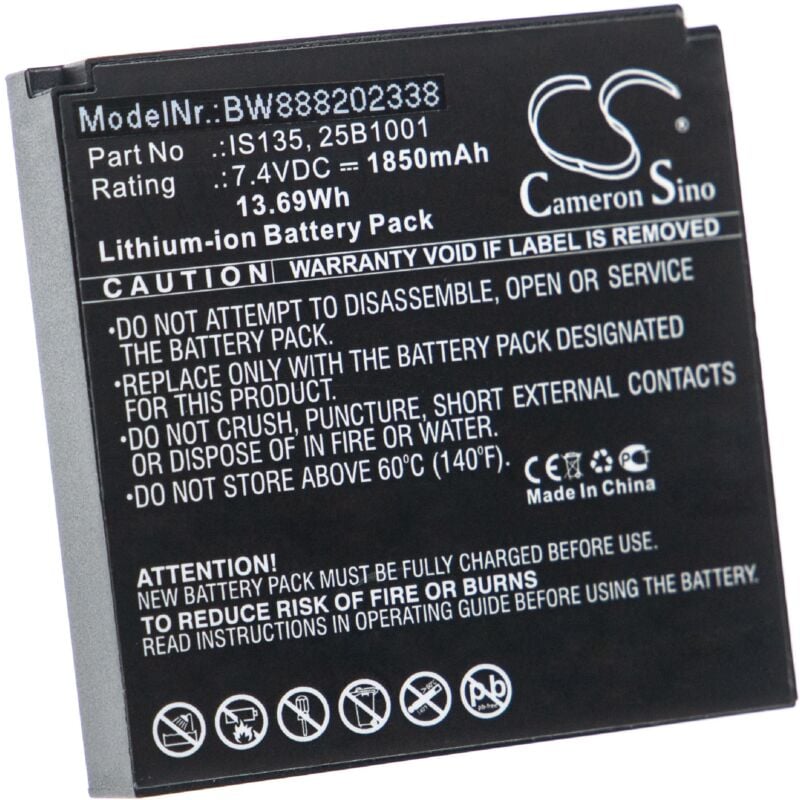 ModelNr.:BW888202338
Part No .:IS135, 25B1001
Rating .:7.4VDC ⎓ 1850mAh
13.69Wh
Lithium-ion Battery Pack
CS
Cameron Sino
CAUTION WARRANTY VOID IF LABEL IS REMOVED
•DO NOT ATTEMPT TO DISASSEMBLE, OPEN OR SERVICE
THE BATTERY PACK.
•REPLACE ONLY WITH THE BATTERY PACK DESIGNATED
FOR THIS PRODUCT.
•DO NOT CRUSH, PUNCTURE, SHORT EXTERNAL CONTACTS
OR DISPOSE OF IN FIRE OR WATER.
•DO NOT STORE ABOVE 60°C (140°F).
CE
Made In China
ATTENTION!
NEW BATTERY PACK MUST BE FULLY CHARGED BEFORE USE.
TO REDUCE RISK OF FIRE OR BURNS
READ INSTRUCTIONS IN OPERATING GUIDE BEFORE USING THE BATTERY.
pb
pb-free